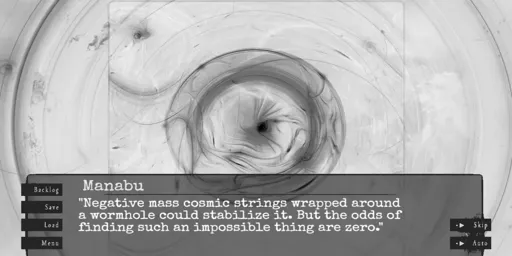 Backlog
Save
Load
Menu
Manabu
"Negative mass cosmic strings wrapped around
a wormhole could stabilize it. But the odds of
finding such an impossible thing are zero."
Skip
Auto